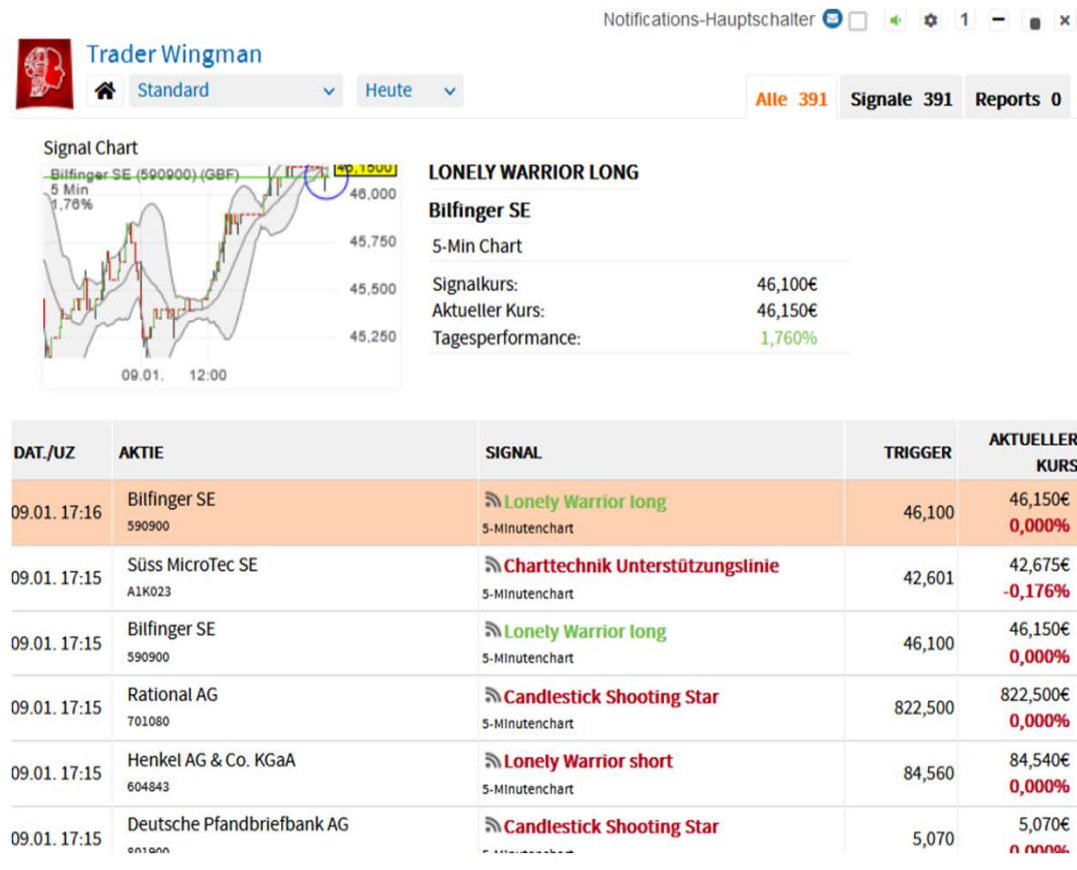 Notifications-Hauptschalter 1
Trader Wingman
Standard Heute
Alle 391 Signale 391 Reports 0
Signal Chart
Bilfinger SE (590900) (GBF)
5 Min
1,76%
46,1500
46,000
45,750
45,500
45,250
09.01. 12:00
LONELY WARRIOR LONG
Bilfinger SE
5-Min Chart
Signalkurs: 46,100€
Aktueller Kurs: 46,150€
Tagesperformance: 1,760%
DAT./UZ AKTIE SIGNAL TRIGGER AKTUELLER KURS
09.01. 17:16 Bilfinger SE Lonely Warrior long 46,100 46,150€
590900 5-Minutenchart 0,000%
09.01. 17:15 Süss MicroTec SE Charttechnik Unterstützungslinie 42,601 42,675€
A1K023 5-Minutenchart -0,176%
09.01. 17:15 Bilfinger SE Lonely Warrior long 46,100 46,150€
590900 5-Minutenchart 0,000%
09.01. 17:15 Rational AG Candlestick Shooting Star 822,500 822,500€
701080 5-Minutenchart 0,000%
09.01. 17:15 Henkel AG & Co. KGaA Lonely Warrior short 84,560 84,540€
604843 5-Minutenchart 0,000%
09.01. 17:15 Deutsche Pfandbriefbank AG Candlestick Shooting Star 5,070 5,070€
801900 5-Minutenchart 0,000%